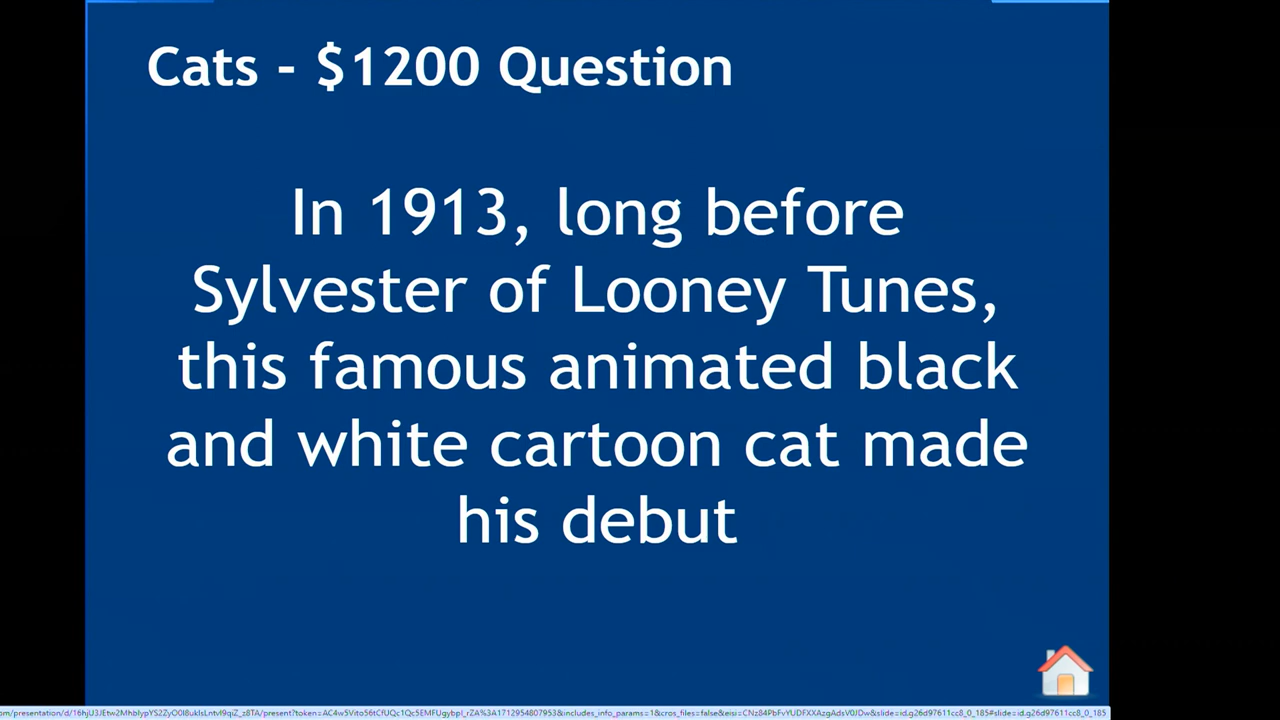 Cats - $1200 Question
In 1913, long before
Sylvester of Looney Tunes,
this famous animated black
and white cartoon cat made
his debut